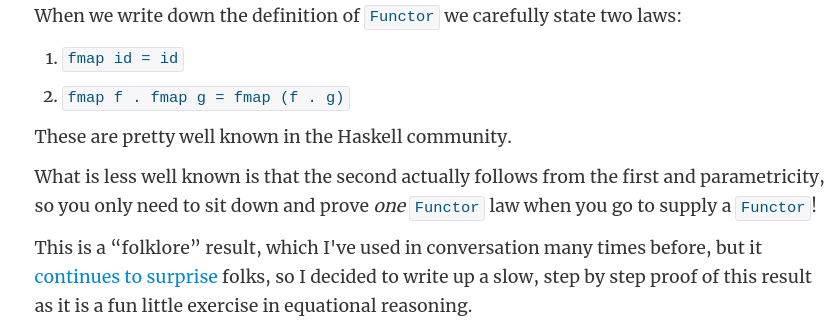 When we write down the definition of Functor we carefully state two laws:
1. fmap id = id
2. fmap f . fmap g = fmap (f . g)
These are pretty well known in the Haskell community.
What is less well known is that the second actually follows from the first and parametricity,
so you only need to sit down and prove one Functor law when you go to supply a Functor!
This is a “folklore” result, which I've used in conversation many times before, but it
continues to surprise folks, so I decided to write up a slow, step by step proof of this result
as it is a fun little exercise in equational reasoning.